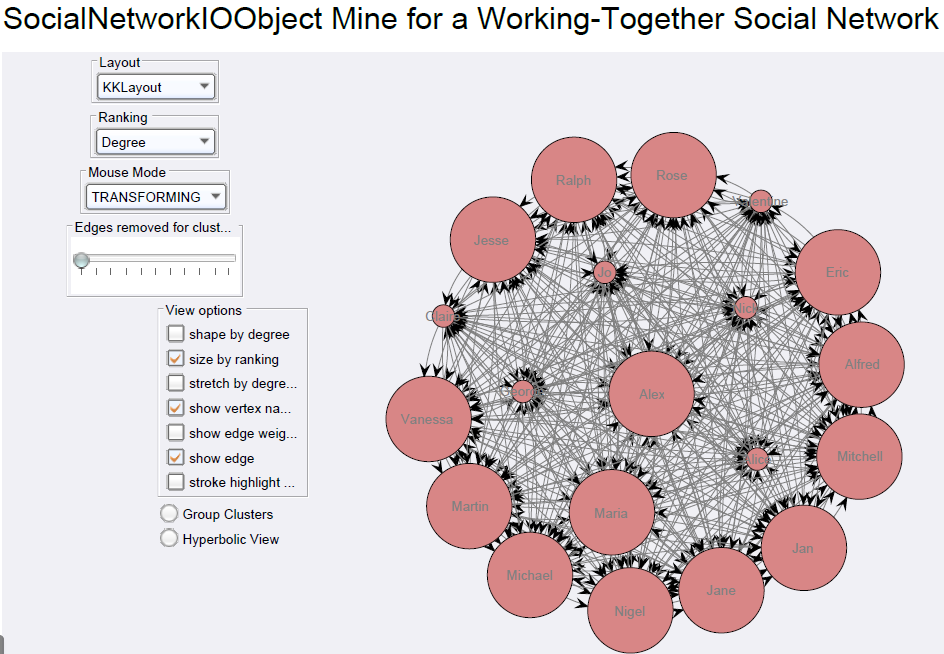 SocialNetworkIOObject Mine for a Working-Together Social Network
Layout
KKLayout
Ranking
Degree
Mouse Mode
TRANSFORMING
Edges removed for clust...
View options
shape by degree
size by ranking
stretch by degre...
show vertex na...
show edge weig...
show edge
stroke highlight ...
Group Clusters
Hyperbolic View
Ralph
Rose
Jesse
Jo
Eric
Alfred
Alex
Vanessa
Mitchell
Martin
Maria
Jan
Michael
Jane
Nigel